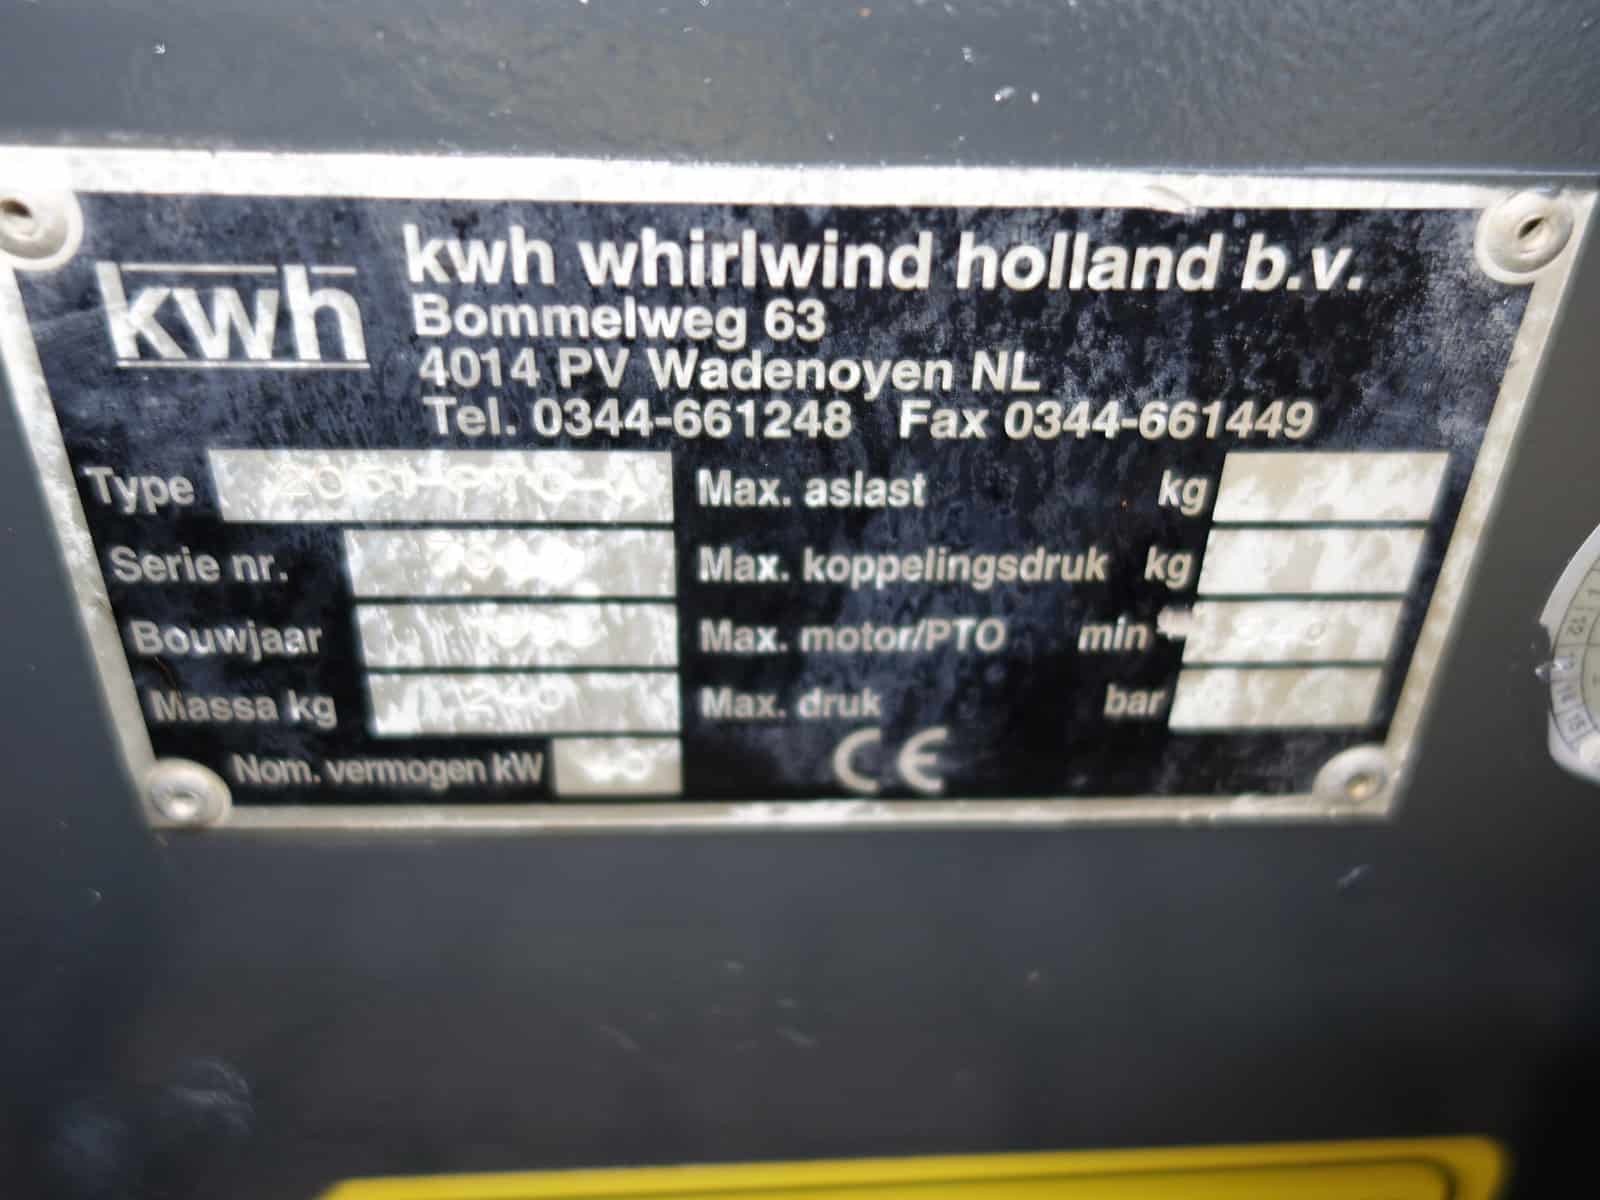 kwh
kwh whirlwind holland b.v.
Bommelweg 63
4014 PV Wadenoyen NL
Tel. 0344-661248 Fax 0344-661449
Type
Max. aslast kg
Serie nr.
Max. koppelingsdruk kg
Bouwjaar
Max. motor/PTO min
Massa kg 1240
Max. druk bar
Nom. vermogen kW
CE